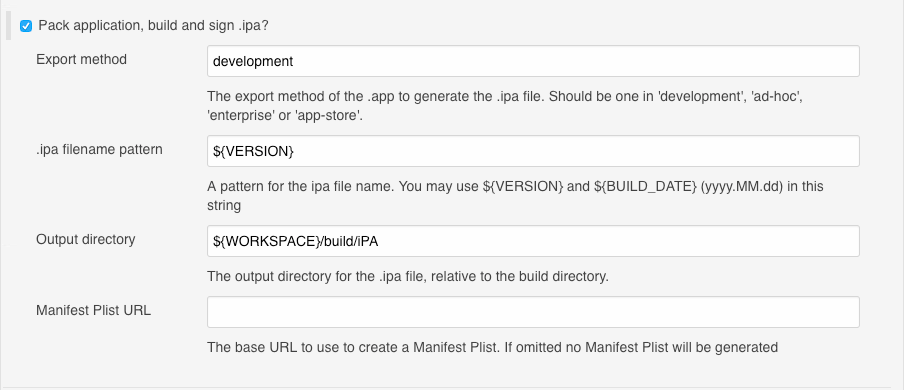 Pack application, build and sign .ipa?
Export method
development
The export method of the .app to generate the .ipa file. Should be one in 'development', 'ad-hoc',
'enterprise' or 'app-store'.
.ipa filename pattern
${VERSION}
A pattern for the ipa file name. You may use ${VERSION} and ${BUILD_DATE} (yyyy.MM.dd) in this
string
Output directory
${WORKSPACE}/build/iPA
The output directory for the .ipa file, relative to the build directory.
Manifest Plist URL
The base URL to use to create a Manifest Plist. If omitted no Manifest Plist will be generated